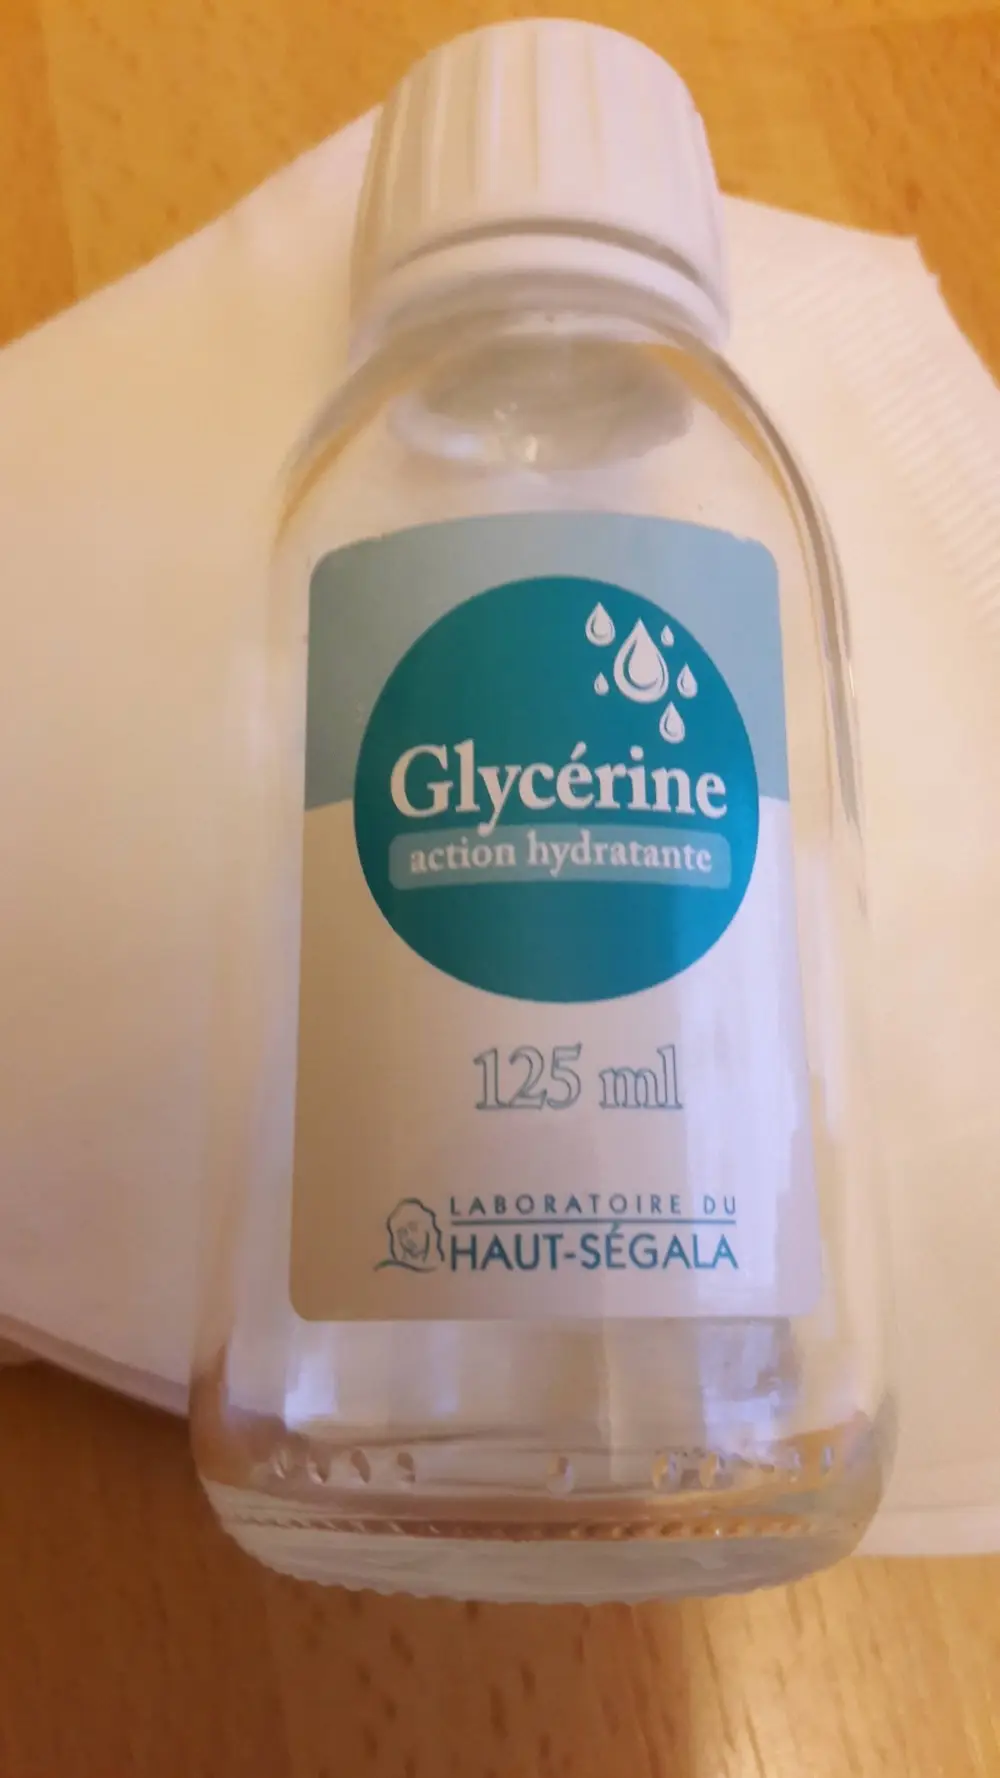 Glycérine
action hydratante
125 ml
LABORATOIRE DU
HAUT-SÉGALA